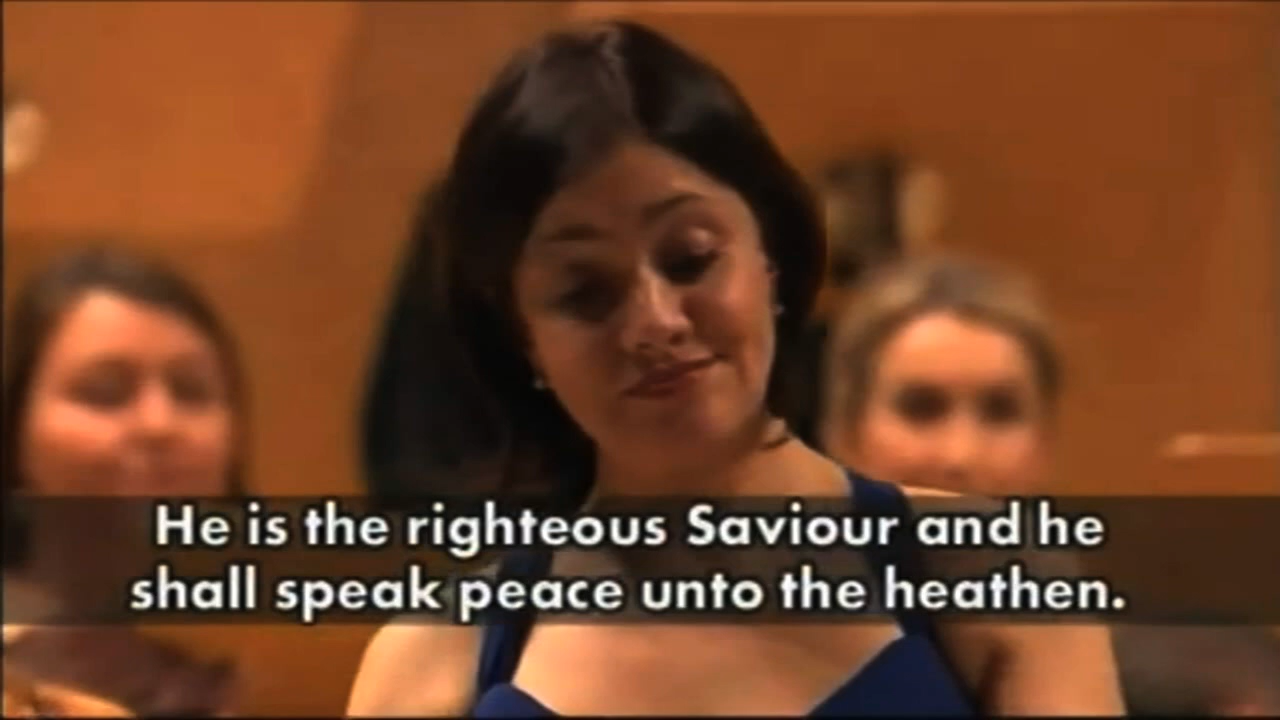 He is the righteous Saviour and he
shall speak peace unto the heathen.